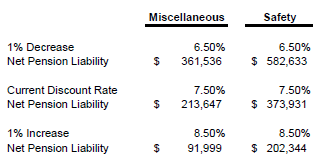 Miscellaneous Safety
1% Decrease 6.50% 6.50%
Net Pension Liability $ 361,536 $ 582,633
Current Discount Rate 7.50% 7.50%
Net Pension Liability $ 213,647 $ 373,931
1% Increase 8.50% 8.50%
Net Pension Liability $ 91,999 $ 202,344